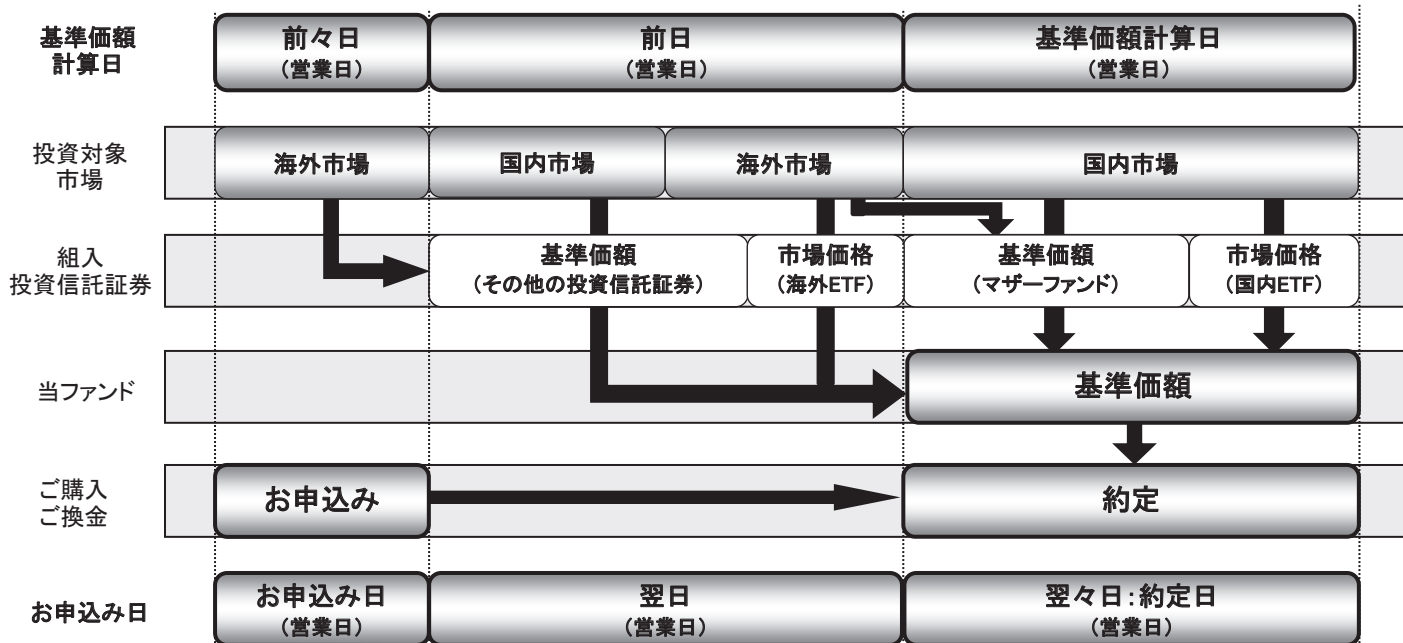 基準価額
計算日
前々日
(営業日)
前日
(営業日)
基準価額計算日
(営業日)
投資対象
市場
海外市場
国内市場
海外市場
国内市場
組入
投資信託証券
基準価額
(その他の投資信託証券)
市場価格
(海外ETF)
基準価額
(マザーファンド)
市場価格
(国内ETF)
当ファンド
基準価額
ご購入
ご換金
お申込み
約定
お申込み日
お申込み日
(営業日)
翌日
(営業日)
翌々日:約定日
(営業日)